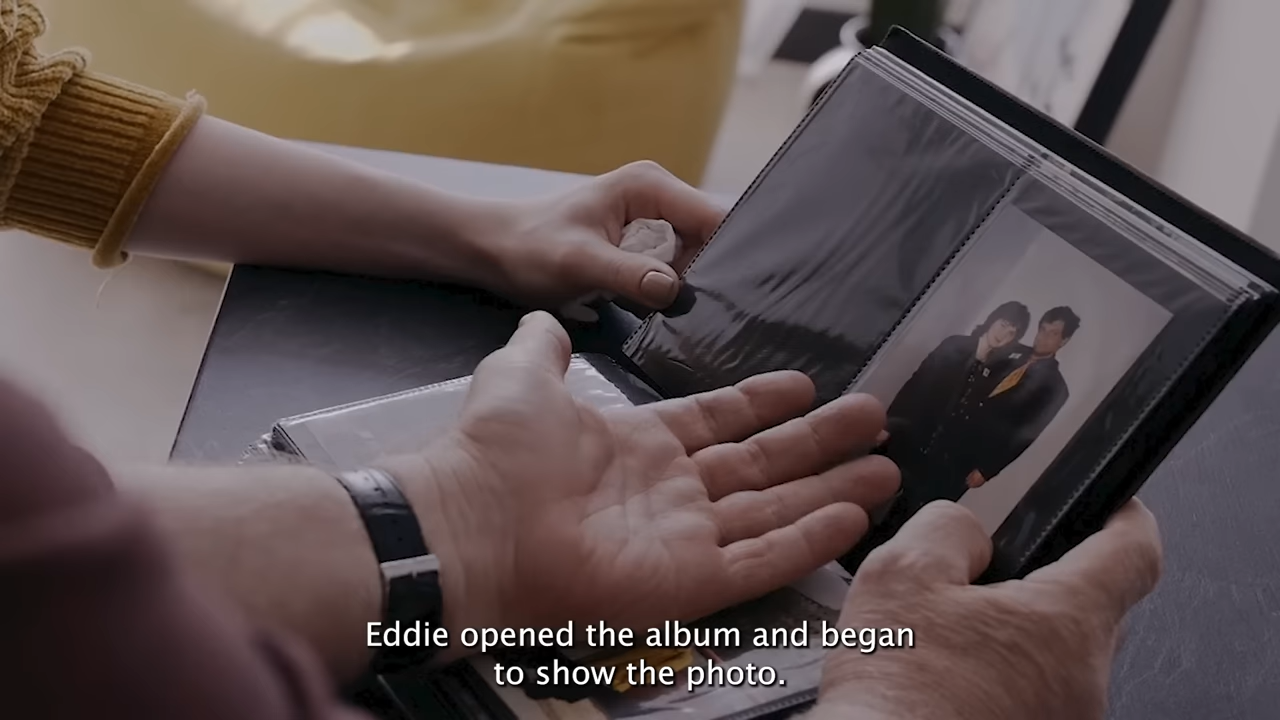 Eddie opened the album and began
to show the photo.